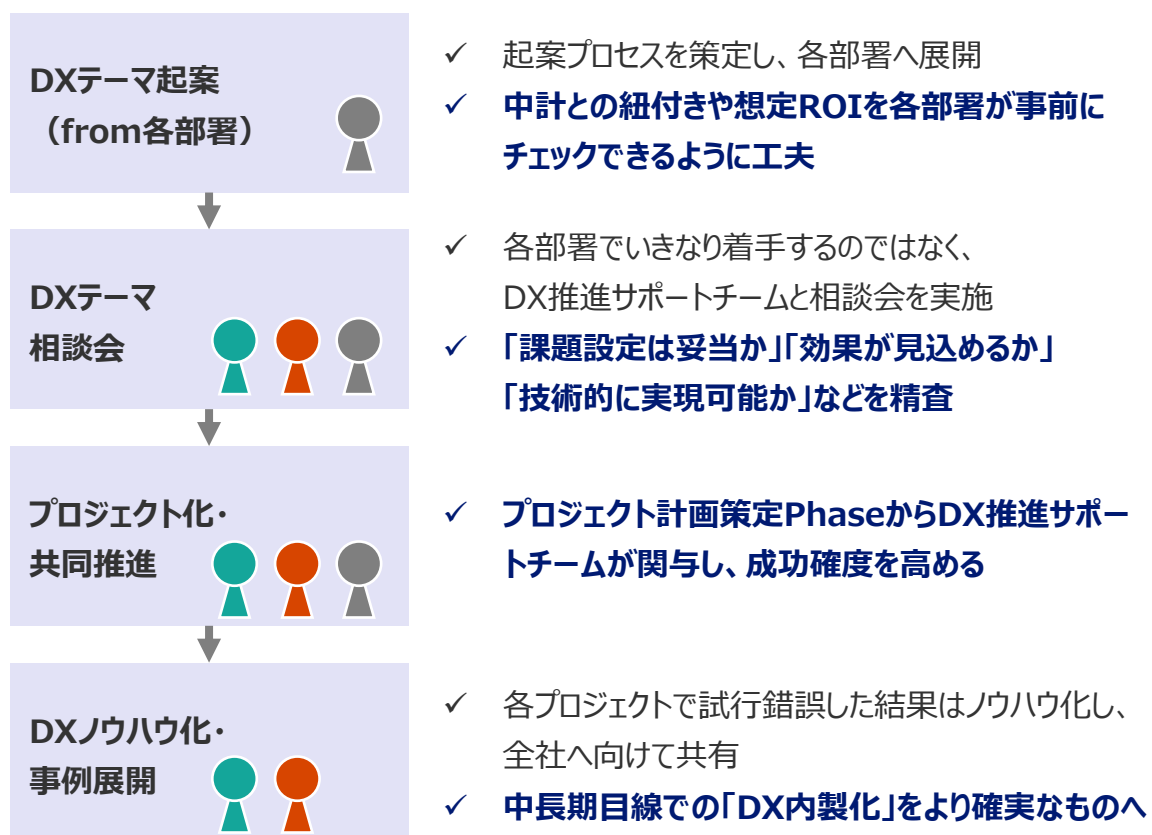 DXテーマ起案
（from各部署）
✓ 起案プロセスを策定し、各部署へ展開
✓ 中計との紐付きや想定ROIを各部署が事前に
チェックできるように工夫
DXテーマ
相談会
✓ 各部署でいきなり着手するのではなく、
DX推進サポートチームと相談会を実施
✓ 「課題設定は妥当か」「効果が見込めるか」
「技術的に実現可能か」などを精査
プロジェクト化・
共同推進
✓ プロジェクト計画策定PhaseからDX推進サポー
トチームが関与し、成功確度を高める
DXノウハウ化・
事例展開
✓ 各プロジェクトで試行錯誤した結果はノウハウ化し、
全社へ向けて共有
✓ 中長期目線での「DX内製化」をより確実なものへ